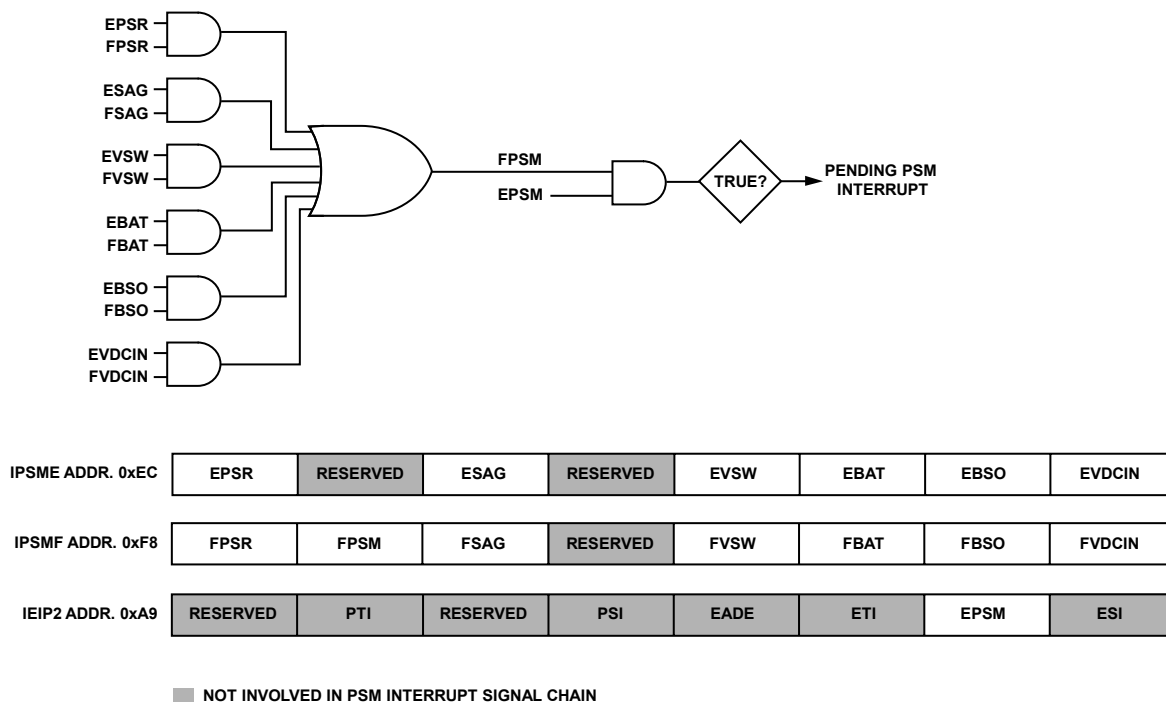 EPSR
FPSR
ESAG
FSAG
EVSW
FVSW
EBAT
FBAT
EBSO
FBSO
EVDCIN
FVDCIN
FPSM
EPSM
TRUE?
PENDING PSM
INTERRUPT
IPSME ADDR. 0xEC EPSR RESERVED ESAG RESERVED EVSW EBAT EBSO EVDCIN
IPSMF ADDR. 0xF8 FPSR FPSM FSAG RESERVED FVSW FBAT FBSO FVDCIN
IEIP2 ADDR. 0xA9 RESERVED PTI RESERVED PSI EADE ETI EPSM ESI
NOT INVOLVED IN PSM INTERRUPT SIGNAL CHAIN